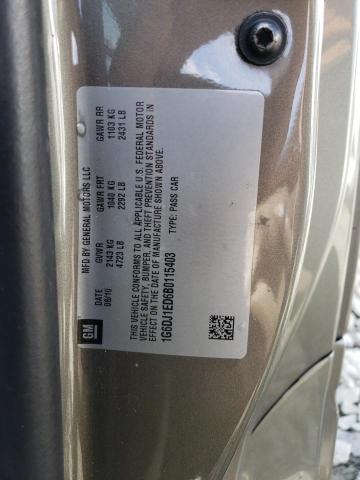 GM
MFD BY GENERAL MOTORS LLC
DATE GVWR GAWR FRT GAWR RR
08/10 2143 KG 1040 KG 1103 KG
4723 LB 2292 LB 2431 LB
THIS VEHICLE CONFORMS TO ALL APPLICABLE U.S. FEDERAL MOTOR
VEHICLE SAFETY, BUMPER, AND THEFT PREVENTION STANDARDS IN
EFFECT ON THE DATE OF MANUFACTURE SHOWN ABOVE.
1G6DJ1ED6B0115403 TYPE: PASS CAR